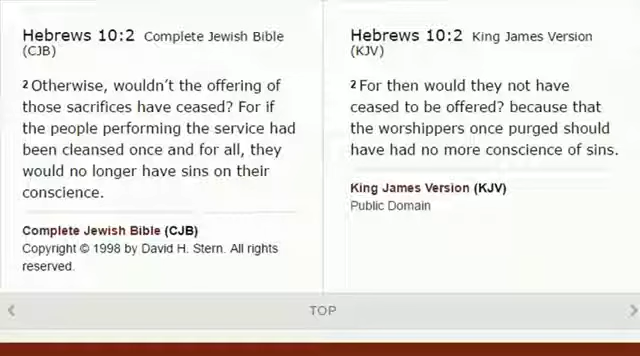 Hebrews 10:2 Complete Jewish Bible
(CJB)
2 Otherwise, wouldn't the offering of
those sacrifices have ceased? For if
the people performing the service had
been cleansed once and for all, they
would no longer have sins on their
conscience.
Complete Jewish Bible (CJB)
Copyright © 1998 by David H. Stern. All rights
reserved.
Hebrews 10:2 King James Version
(KJV)
2 For then would they not have
ceased to be offered? because that
the worshippers once purged should
have had no more conscience of sins.
King James Version (KJV)
Public Domain
TOP